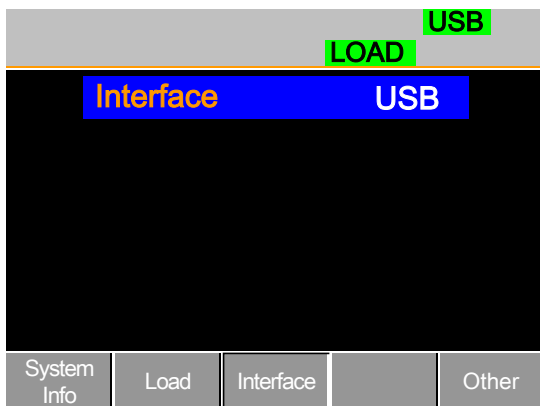 USB
LOAD
Interface USB
System
Info
Load
Interface
Other